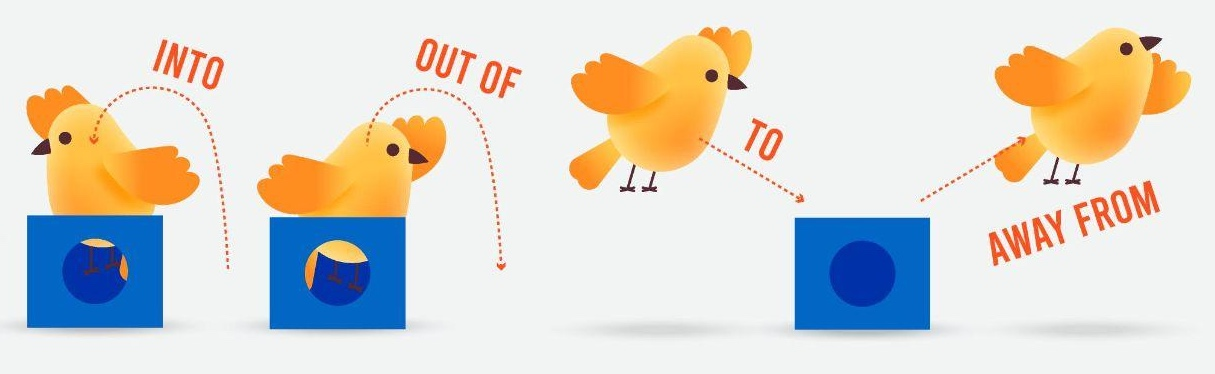 INTO
OUT OF
TO
AWAY FROM